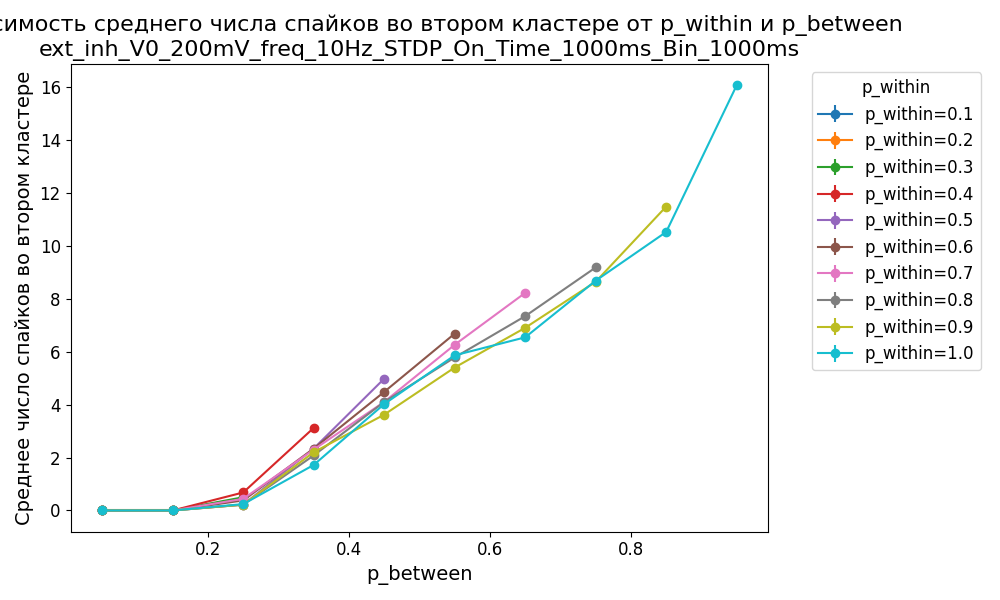 симость среднего числа спайков во втором кластере от p_within и p_between
ext_inh_V0_200mV_freq_10Hz_STDP_On_Time_1000ms_Bin_1000ms
Среднее число спайков во втором кластере
16
14
12
10
8
6
4
2
0
0.2
0.4
0.6
0.8
p_between
p_within
p_within=0.1
p_within=0.2
p_within=0.3
p_within=0.4
p_within=0.5
p_within=0.6
p_within=0.7
p_within=0.8
p_within=0.9
p_within=1.0